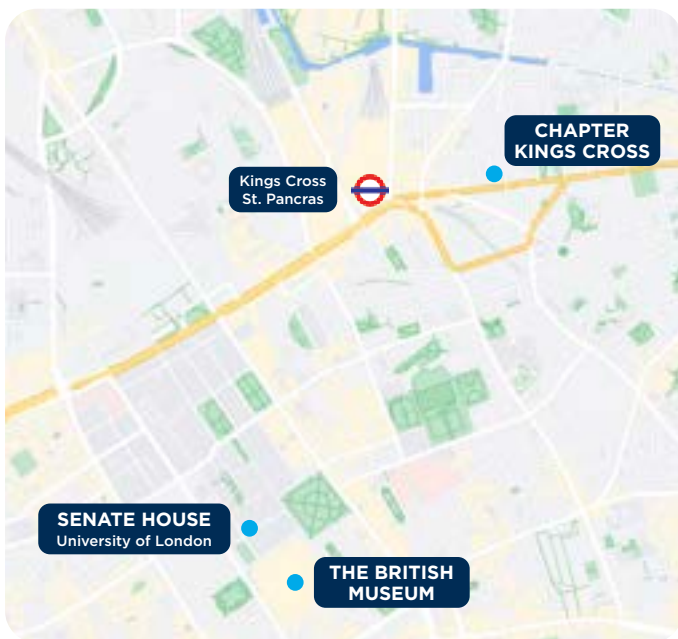 CHAPTER
KINGS CROSS
Kings Cross
St. Pancras
SENATE HOUSE
University of London
THE BRITISH
MUSEUM